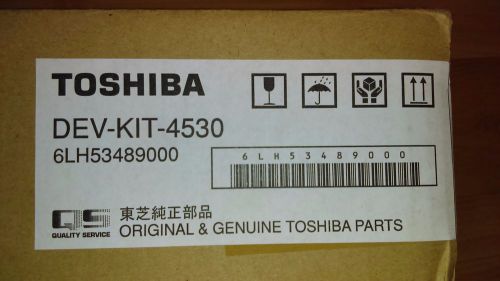 TOSHIBA
DEV-KIT-4530
6LH53489000
6LH53489000
QS
QUALITY SERVICE
東芝純正部品
ORIGINAL & GENUINE TOSHIBA PARTS